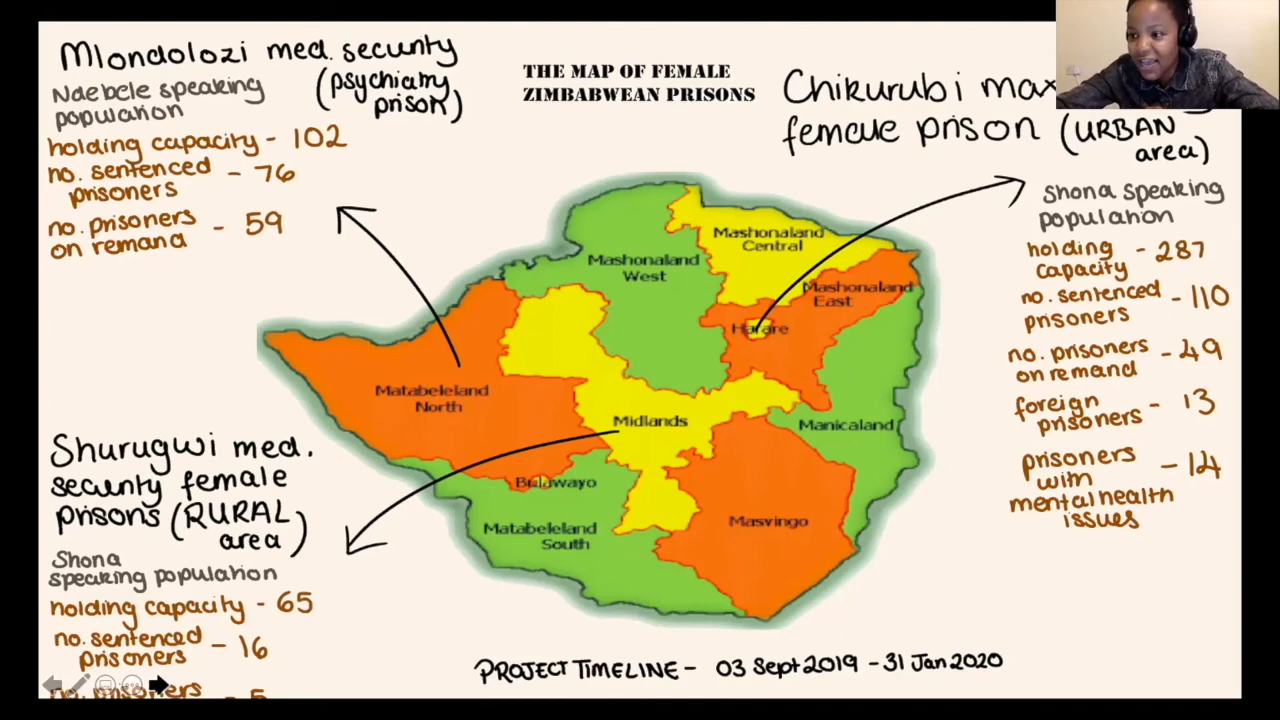 Mlondolozi med. security
(psychiatry
prison)
Ndebele speaking
population
holding capacity - 102
no. sentenced
prisoners - 76
no. prisoners
on remand - 59
THE MAP OF FEMALE
ZIMBABWEAN PRISONS
Chikurubi max
female prison (URBAN
area)
Shona speaking
population
holding
capacity - 287
no. sentenced
prisoners - 110
no. prisoners
on remand - 49
foreign
prisoners - 13
prisoners
with
mental health
issues - 14
Mashonaland
Central
Mashonaland
West
Mashonaland
East
Harare
Matabeleland
North
Midlands
Manicaland
Bulawayo
Matabeleland
South
Masvingo
Shurugwi med.
security female
prisons (RURAL
area)
Shona
speaking population
holding capacity - 65
no. sentenced
prisoners - 16
no. prisoners - 5
PROJECT TIMELINE - 03 Sept 2019 - 31 Jan 2020